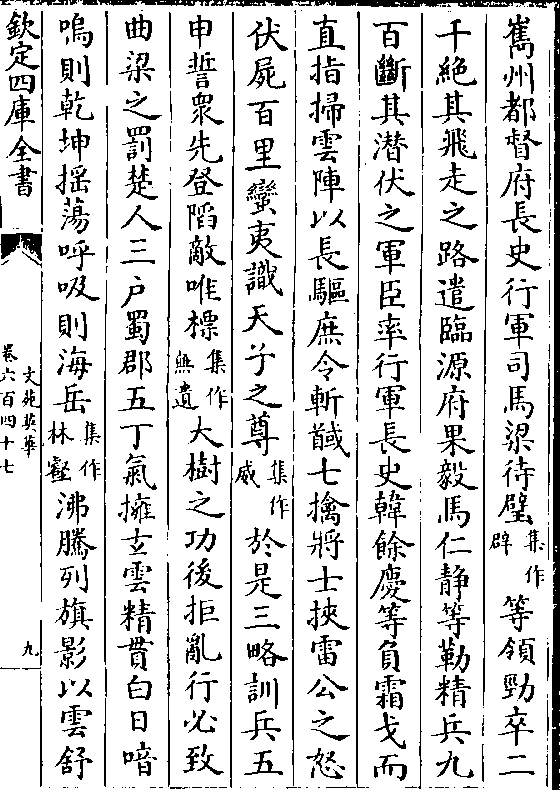 嶲州都督府長史行軍司馬梁待璧集作辟等領勁卒二
千絶其飛走之路遣臨源府果毅馬仁静等勒精兵九
百斷其潜伏之軍臣率行軍長史韓餘慶等負霜戈而
直指掃雲陣以長驅庶令斬馘七擒將士挾雷公之怒
伏屍百里蠻夷識天子之尊集作威於是三略訓兵五
申誓衆先登陷敵唯標集作無遺大樹之功後拒亂行必致
曲梁之罰楚人三户蜀郡五丁氣擁玄雲精貫白日喑
嗚則乾坤揺蕩呼吸則海岳集作林壑沸騰列旗影以雲舒
欽定四庫全書
文苑英華
卷六百四十七
九